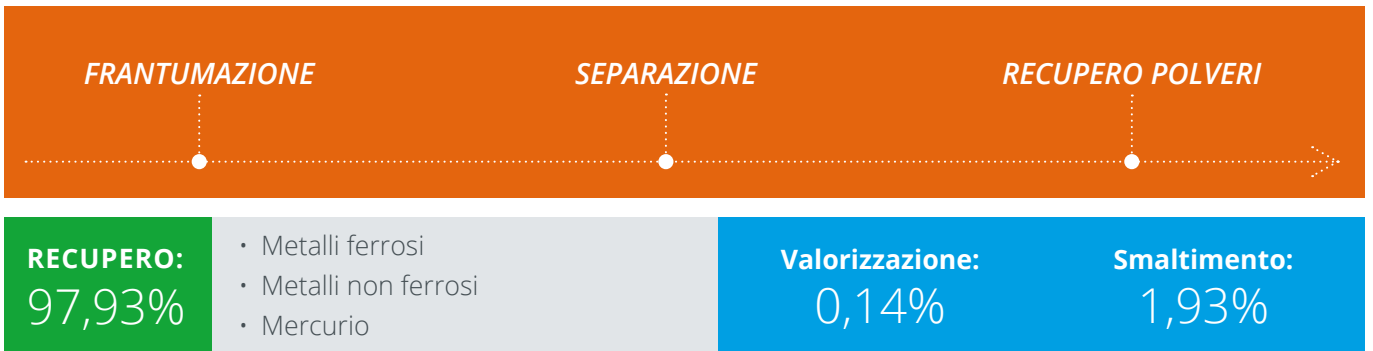 FRANTUMAZIONE SEPARAZIONE RECUPERO POLVERI
RECUPERO:
97,93%
• Metalli ferrosi
• Metalli non ferrosi
• Mercurio
Valorizzazione:
0,14%
Smaltimento:
1,93%